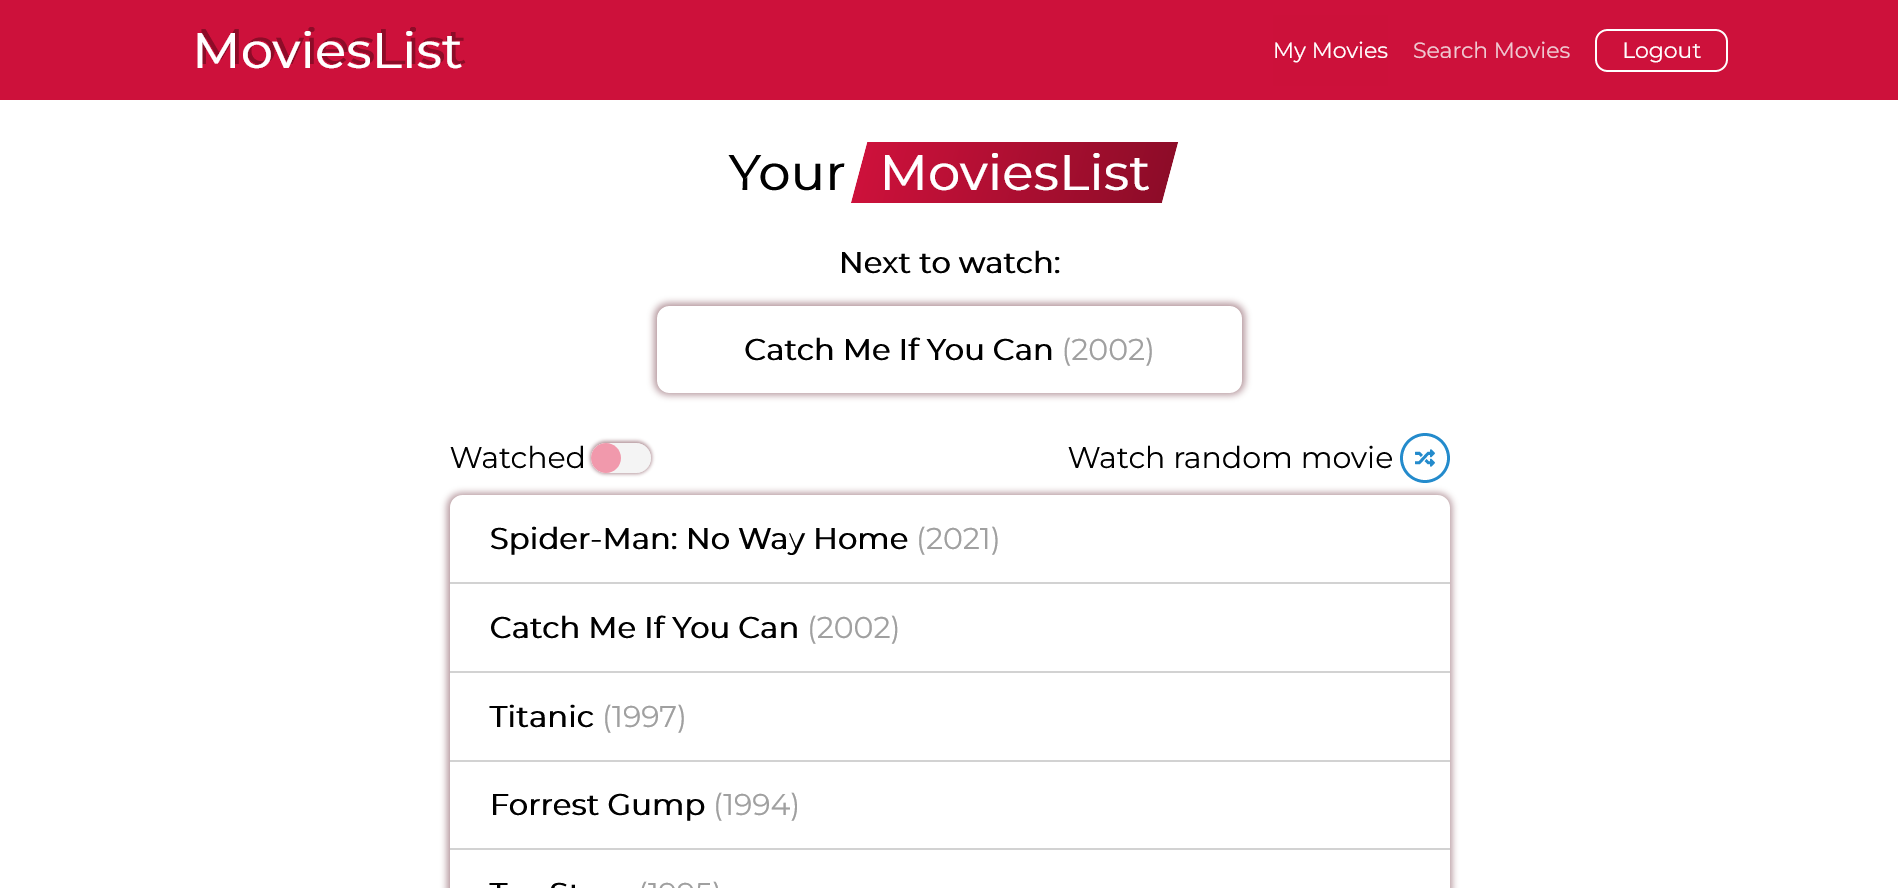 MoviesList
My Movies Search Movies Logout
Your MoviesList
Next to watch:
Catch Me If You Can (2002)
Watched Watch random movie
Spider-Man: No Way Home (2021)
Catch Me If You Can (2002)
Titanic (1997)
Forrest Gump (1994)
(1995)